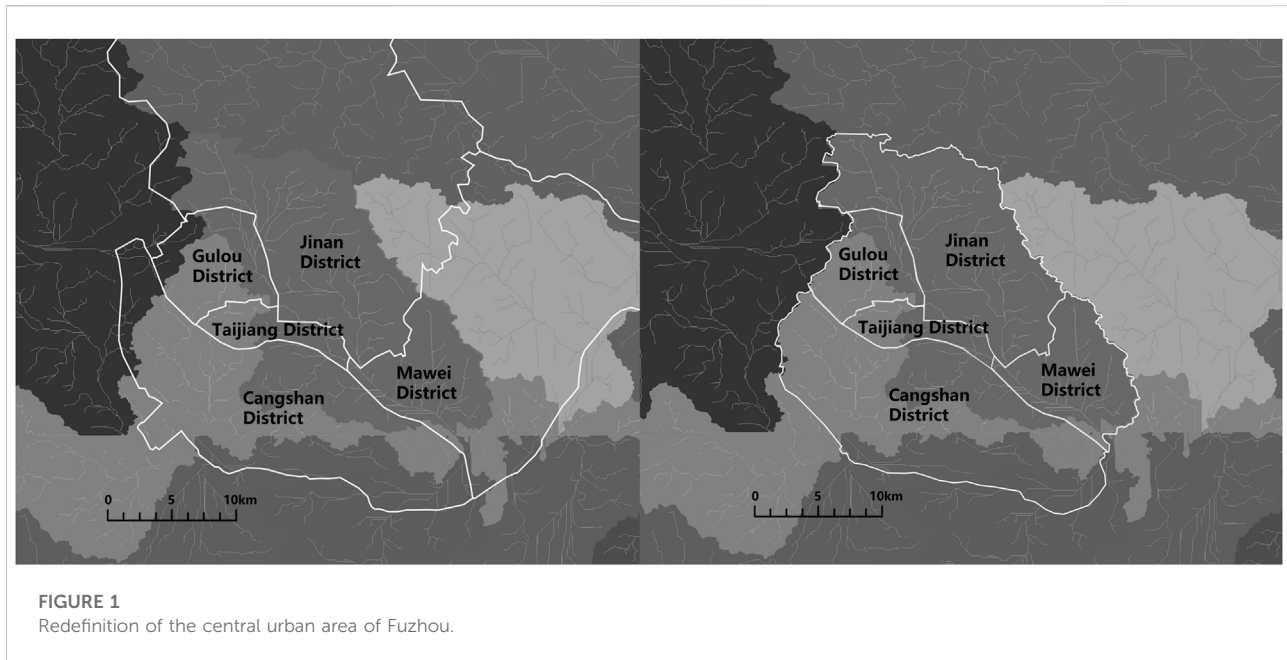 Gulou
District
Jinan
District
Taijiang District
Mawei
District
Cangshan
District
0 5 10km
Gulou
District
Jinan
District
Taijiang District
Mawei
District
Cangshan
District
0 5 10km
FIGURE 1
Redefinition of the central urban area of Fuzhou.